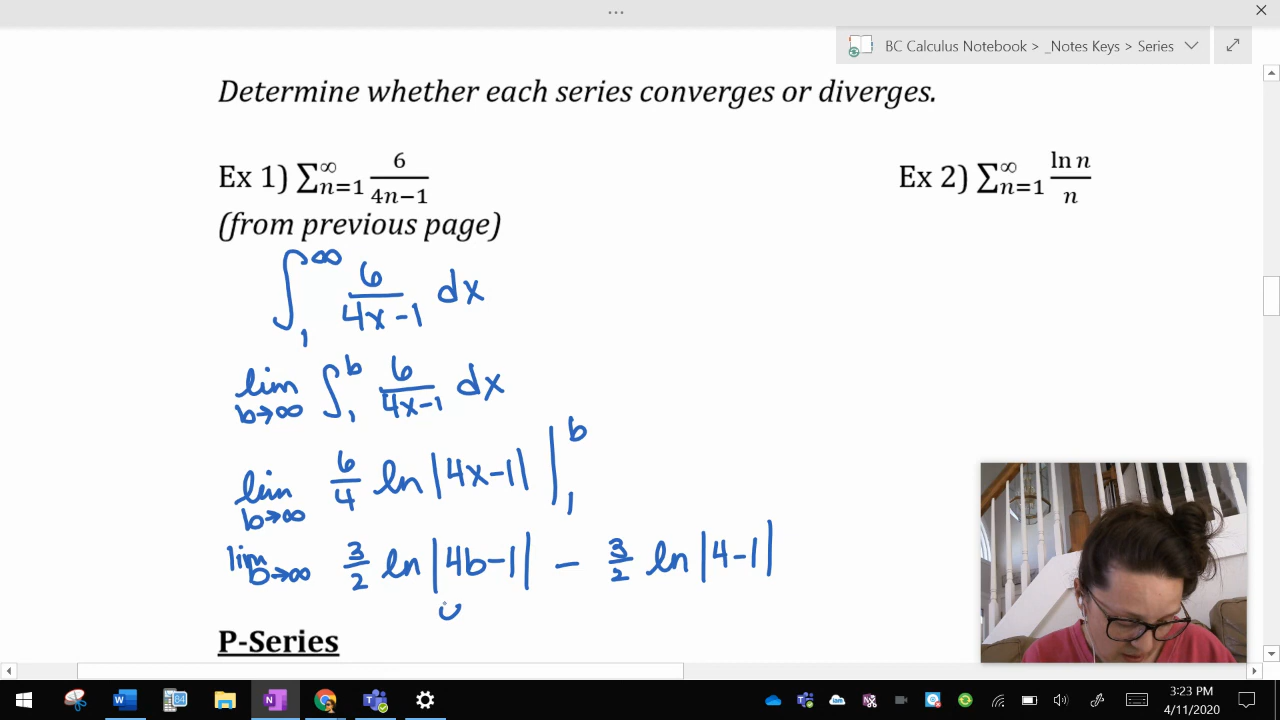 BC Calculus Notebook > _Notes Keys > Series
Determine whether each series converges or diverges.
Ex 1) ∑_{n=1}^{∞} 6/(4n−1)
Ex 2) ∑_{n=1}^{∞} ln n/n
(from previous page)
∫_1^∞ 6/(4x−1) dx
lim b→∞ ∫_1^b 6/(4x−1) dx
lim b→∞ 6/4 ln|4x−1| |_1^b
lim b→∞ 3/2 ln|4b−1| − 3/2 ln|4−1|
P-Series
3:23 PM
4/11/2020